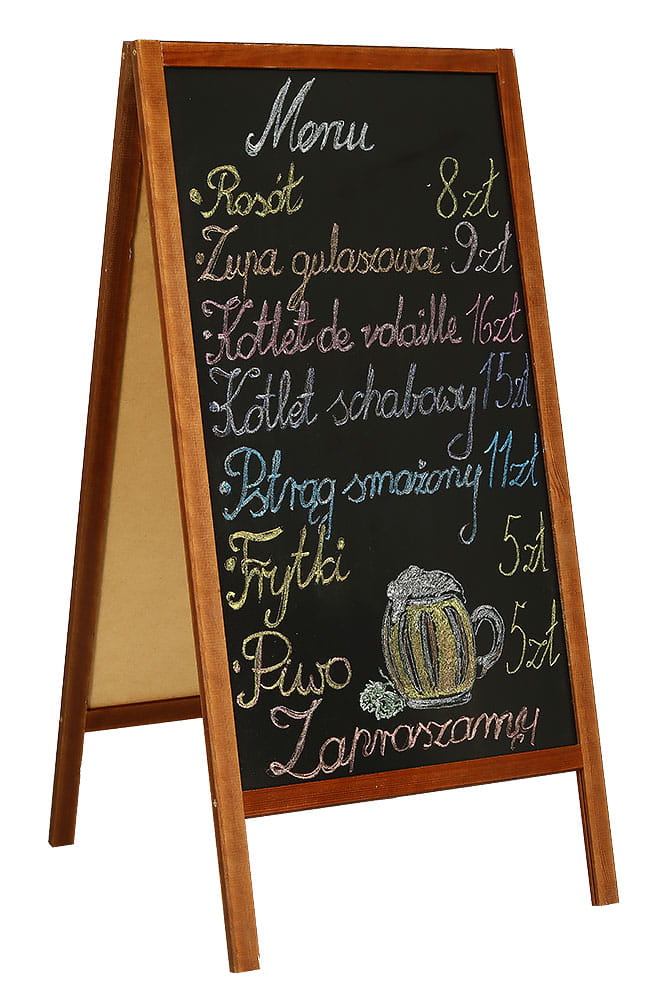 Menu
• Rosół 8zł
• Zupa gulaszowa 9zł
• Kotlet de volaille 16zł
• Kotlet schabowy 15zł
• Pstrąg smażony 11zł
• Frytki 5zł
• Piwo 5zł
Zapraszamy